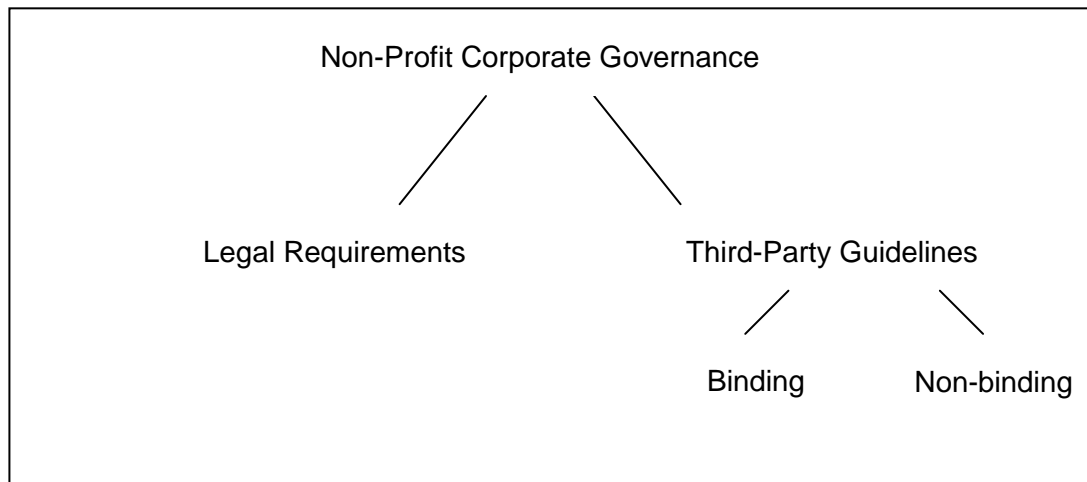 Non-Profit Corporate Governance
Legal Requirements
Third-Party Guidelines
Binding
Non-binding